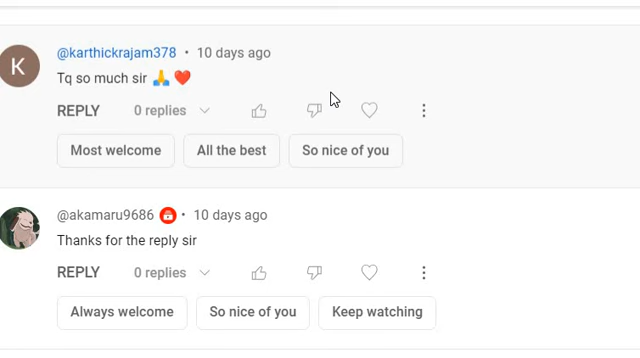 K
@karthickrajam378 • 10 days ago
Tq so much sir 🙏 ❤️
REPLY 0 replies
Most welcome All the best So nice of you
@akamaru9686 • 10 days ago
Thanks for the reply sir
REPLY 0 replies
Always welcome So nice of you Keep watching